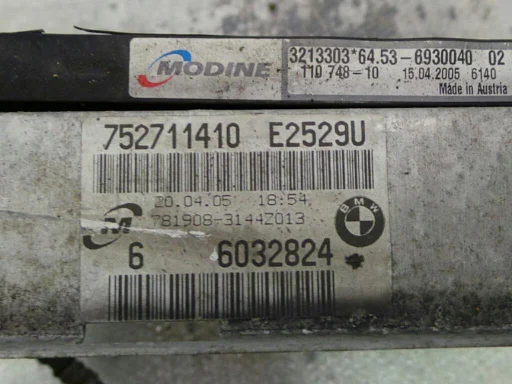 MODINE
3213303*64.53-6930040 02
110 748-10 15.04.2005 6140
Made in Austria
752711410 E2529U
20.04.05 18:54
781908-3144Z013
M
BMW
6 6032824